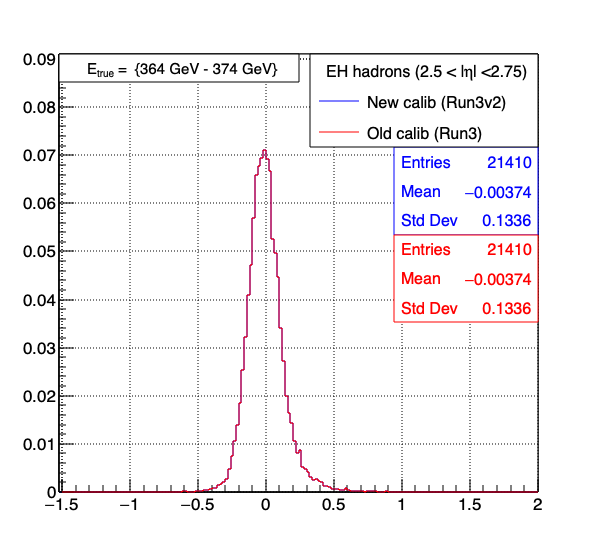 E_true = {364 GeV - 374 GeV}
EH hadrons (2.5 < |η| <2.75)
New calib (Run3v2)
Old calib (Run3)
Entries 21410
Mean −0.00374
Std Dev 0.1336
Entries 21410
Mean −0.00374
Std Dev 0.1336
0.09
0.08
0.07
0.06
0.05
0.04
0.03
0.02
0.01
0
−1.5 −1 −0.5 0 0.5 1 1.5 2